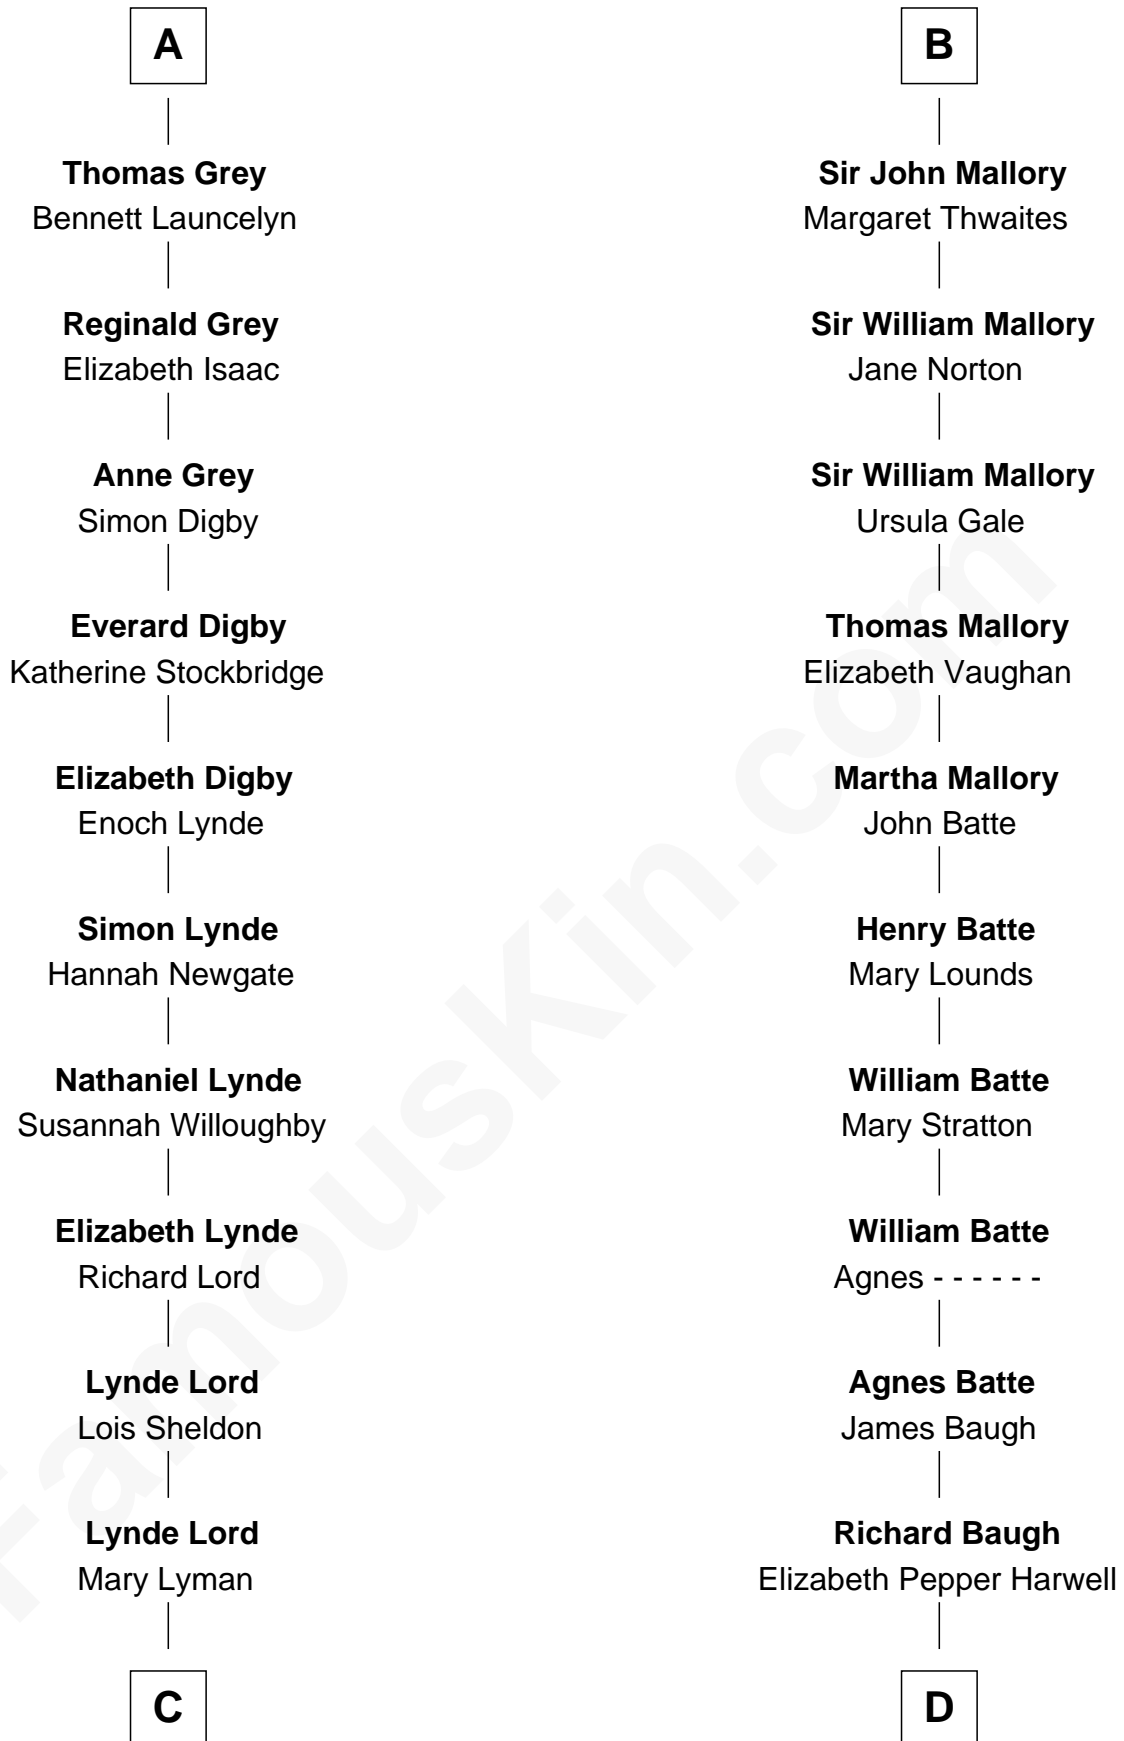 A
Thomas Grey
Bennett Launcelyn
Reginald Grey
Elizabeth Isaac
Anne Grey
Simon Digby
Everard Digby
Katherine Stockbridge
Elizabeth Digby
Enoch Lynde
Simon Lynde
Hannah Newgate
Nathaniel Lynde
Susannah Willoughby
Elizabeth Lynde
Richard Lord
Lynde Lord
Lois Sheldon
Lynde Lord
Mary Lyman
C
B
Sir John Mallory
Margaret Thwaites
Sir William Mallory
Jane Norton
Sir William Mallory
Ursula Gale
Thomas Mallory
Elizabeth Vaughan
Martha Mallory
John Batte
Henry Batte
Mary Lounds
William Batte
Mary Stratton
William Batte
Agnes - - - - - -
Agnes Batte
James Baugh
Richard Baugh
Elizabeth Pepper Harwell
D
FamousKin.com